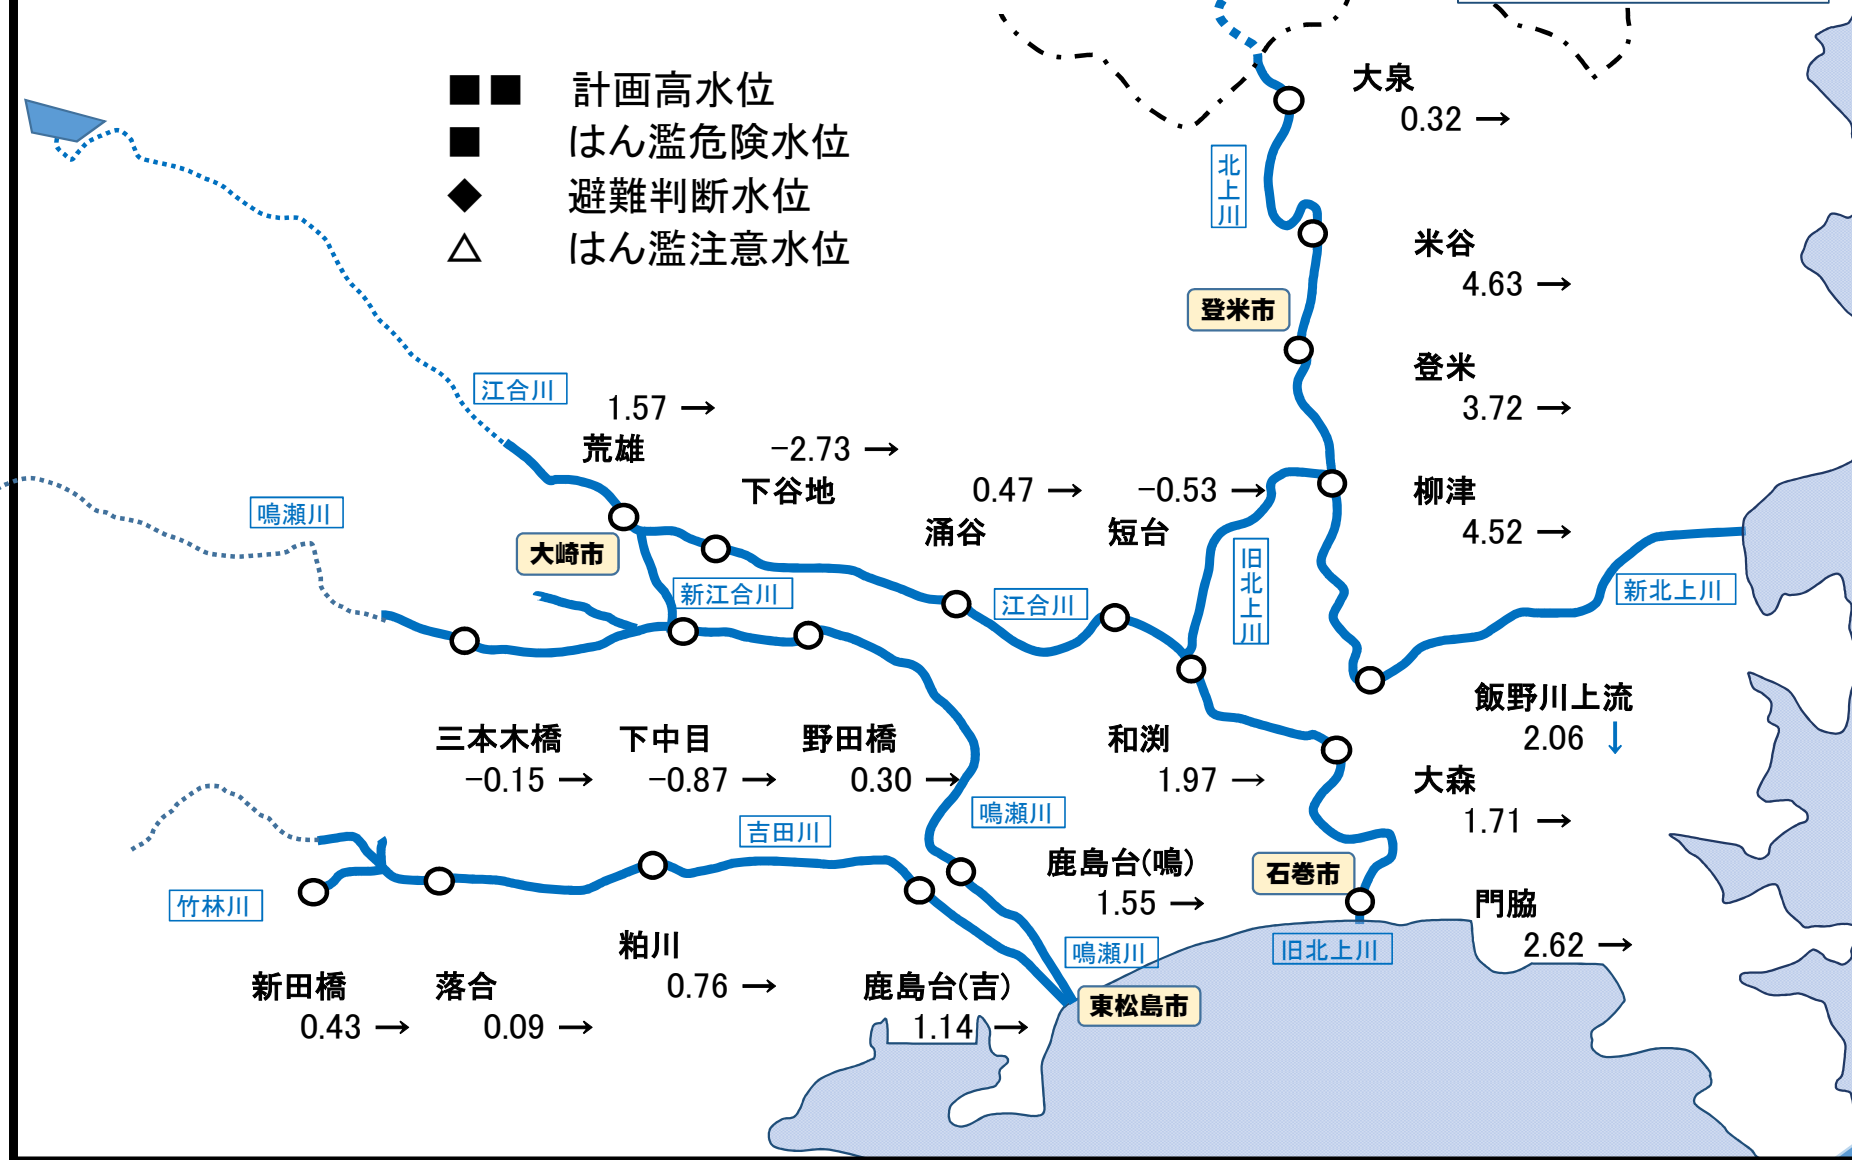 ■■ 計画高水位
■ はん濫危険水位
◆ 避難判断水位
△ はん濫注意水位
大泉
0.32 →
北上川
米谷
4.63 →
登米市
登米
3.72 →
江合川
1.57 →
荒雄
-2.73 →
下谷地
0.47 →
涌谷
-0.53 →
短台
柳津
4.52 →
鳴瀬川
大崎市
新江合川
江合川
旧北上川
新北上川
飯野川上流
2.06 ↓
三本木橋
-0.15 →
下中目
-0.87 →
野田橋
0.30 →
和渕
1.97 →
大森
1.71 →
鳴瀬川
吉田川
鹿島台(鳴)
1.55 →
石巻市
門脇
2.62 →
竹林川
粕川
0.76 →
鳴瀬川
旧北上川
新田橋
0.43 →
落合
0.09 →
鹿島台(吉)
1.14 →
東松島市